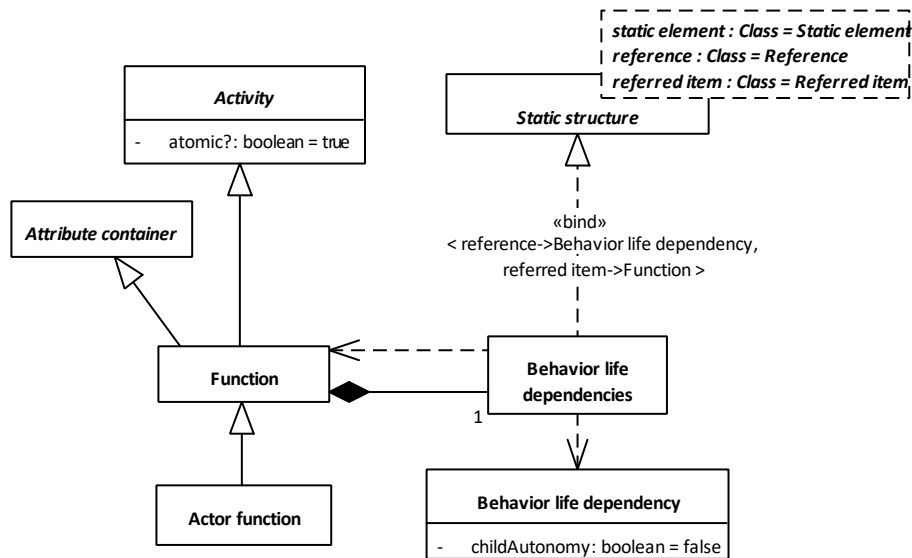 static element : Class = Static element
reference : Class = Reference
referred item : Class = Referred item
Activity
- atomic?: boolean = true
Static structure
Attribute container
«bind»
< reference->Behavior life dependency,
referred item->Function >
Function
Behavior life
dependencies
1
Actor function
Behavior life dependency
- childAutonomy: boolean = false